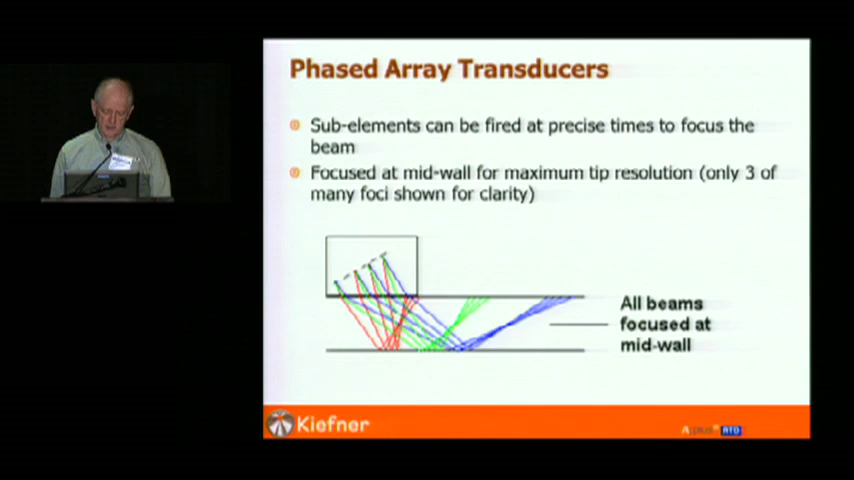 Phased Array Transducers
Sub-elements can be fired at precise times to focus the
beam
Focused at mid-wall for maximum tip resolution (only 3 of
many foci shown for clarity)
All beams
focused at
mid-wall
Kiefner
RTD